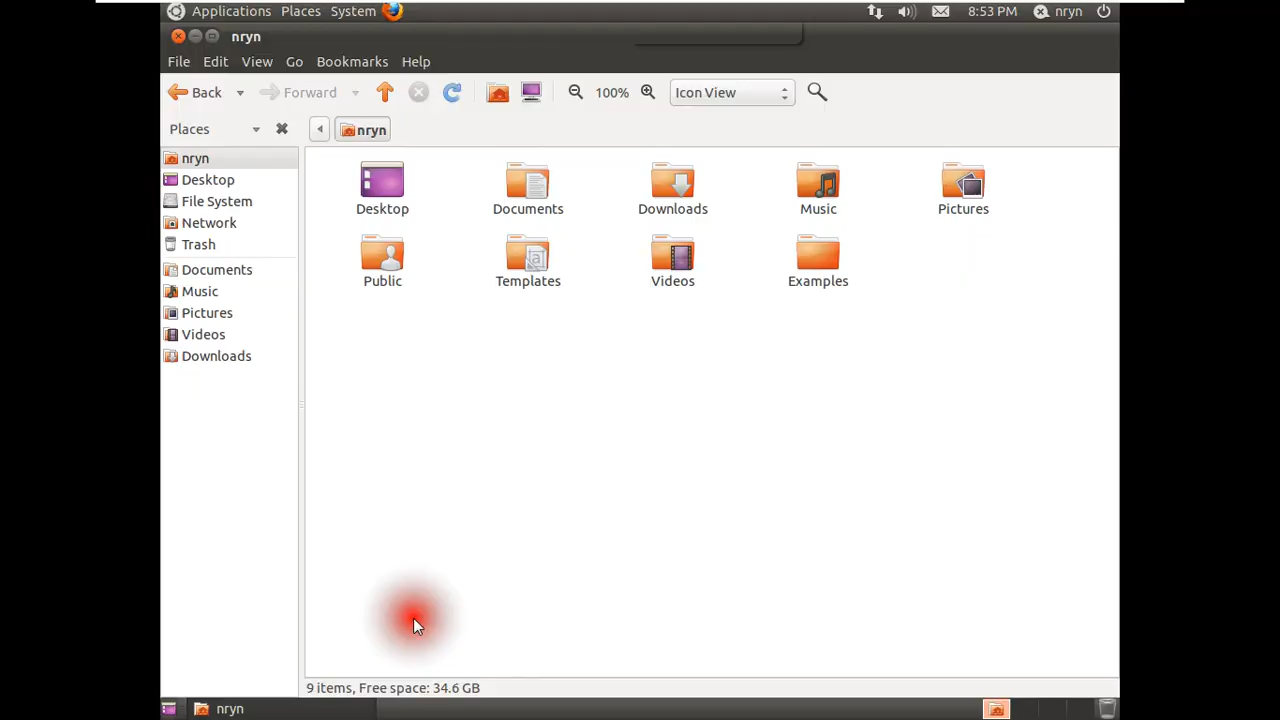 Applications Places System 8:53 PM nryn
nryn
File Edit View Go Bookmarks Help
Back Forward 100% Icon View
Places nryn
nryn
Desktop
File System
Network
Trash
Documents
Music
Pictures
Videos
Downloads
Desktop Documents Downloads Music Pictures
Public Templates Videos Examples
9 items, Free space: 34.6 GB
nryn